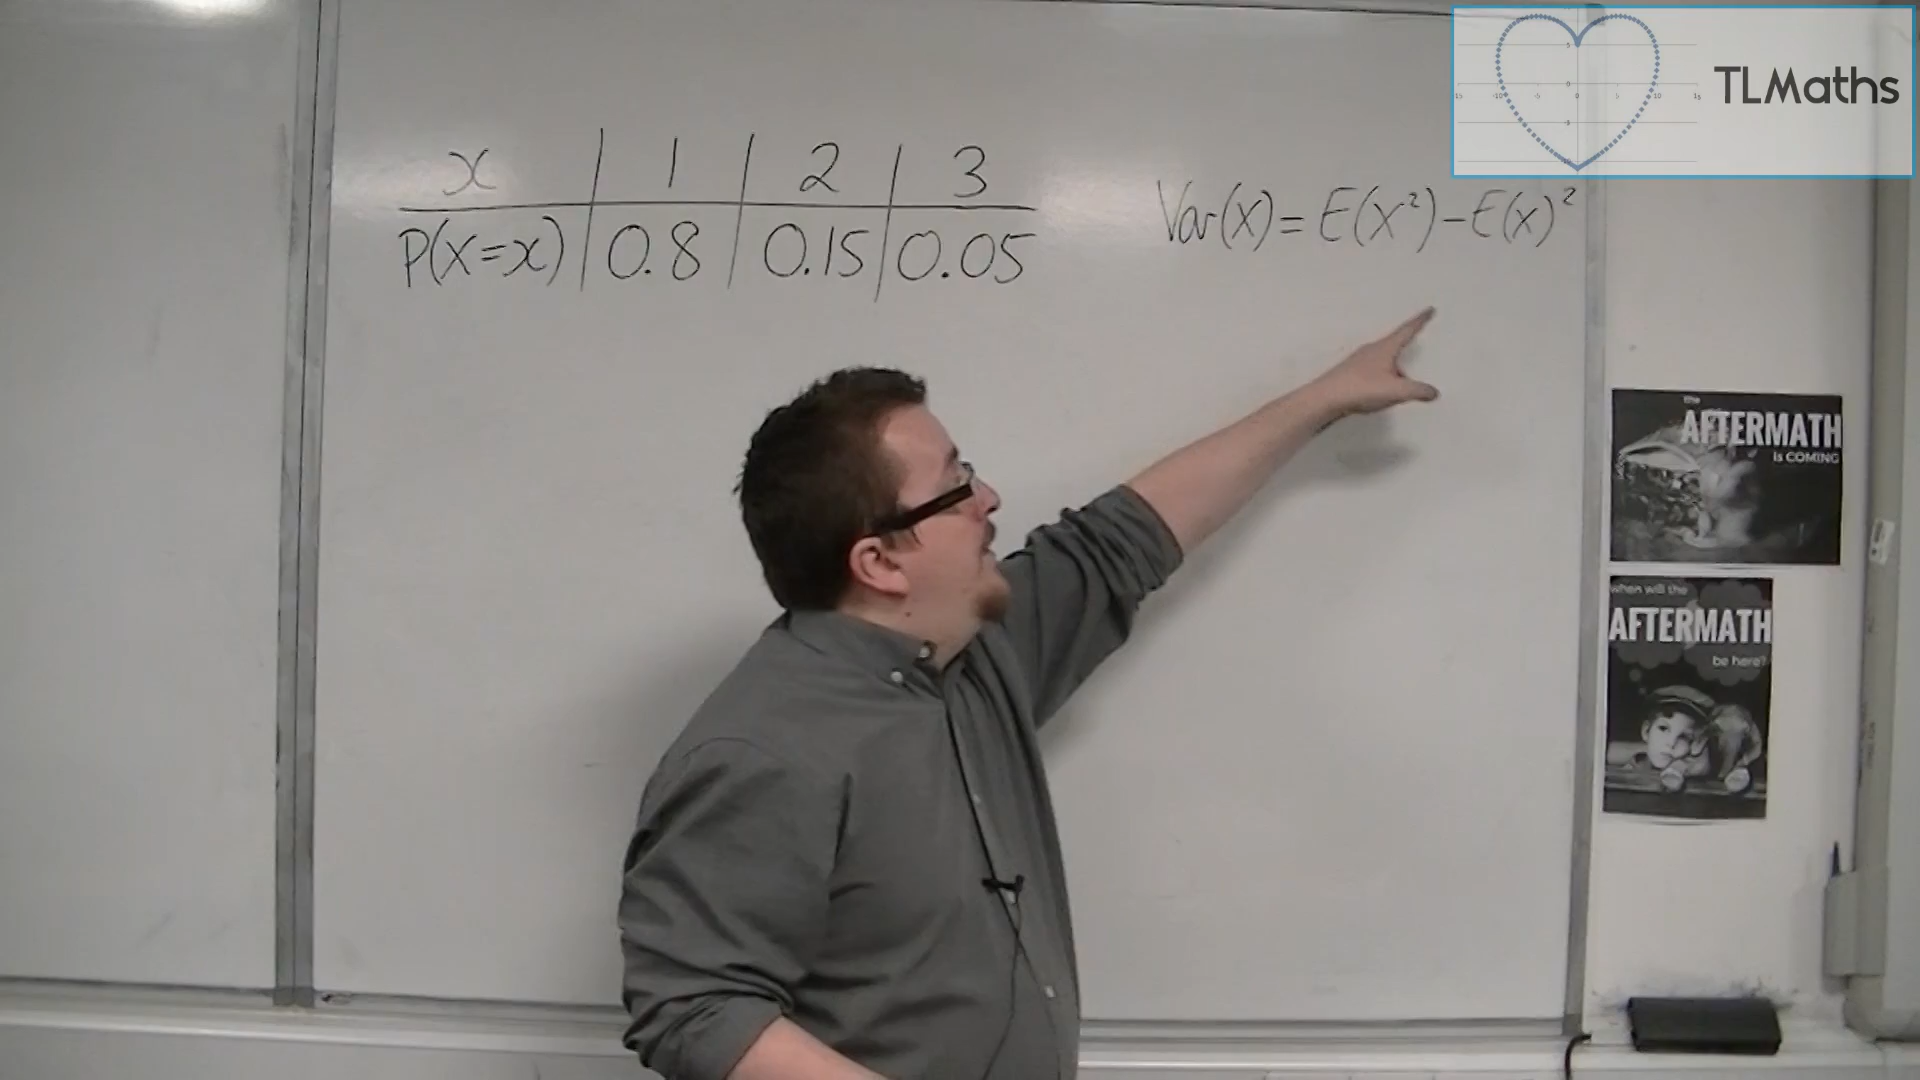 TLMaths
x 1 2 3
P(X=x) 0.8 0.15 0.05
Var(X)=E(X²)-E(X)²
the
AFTERMATH
is COMING
when will the
AFTERMATH
be here?